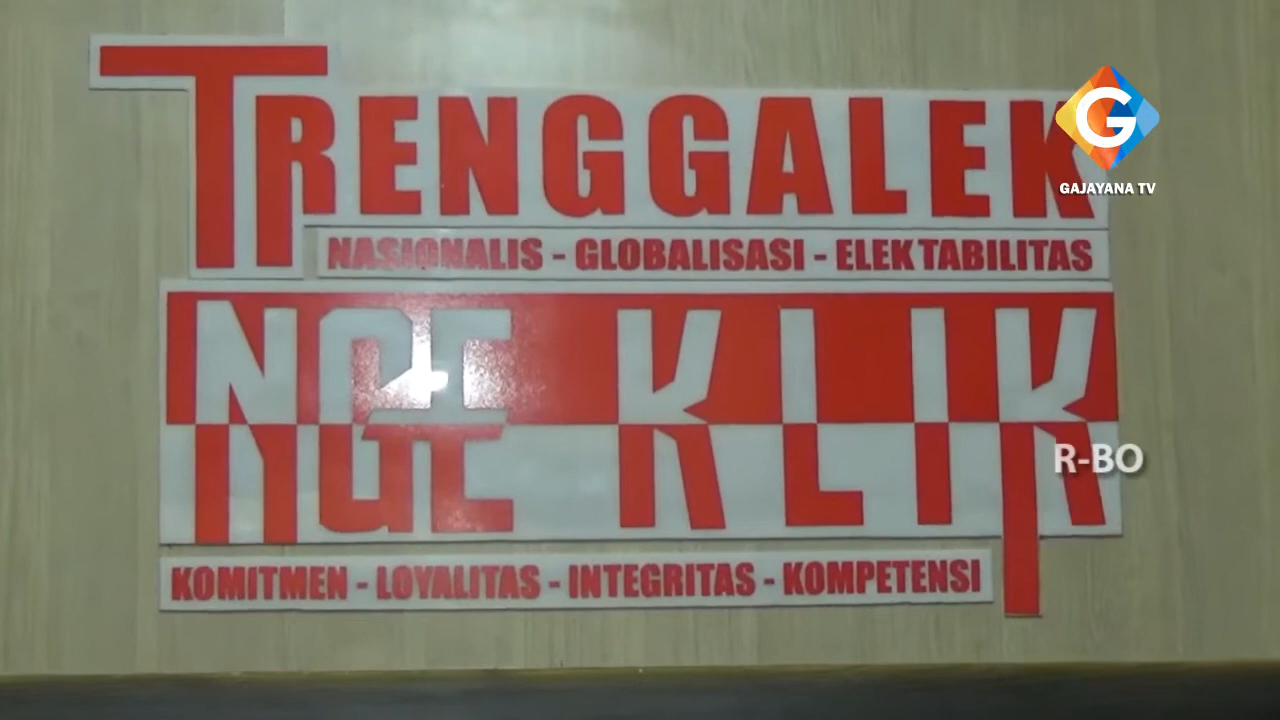 TRENGGALEK
G
GAJAYANA TV
NASIONALIS - GLOBALISASI - ELEKTABILITAS
NGE KLIK
R-BO
KOMITMEN - LOYALITAS - INTEGRITAS - KOMPETENSI